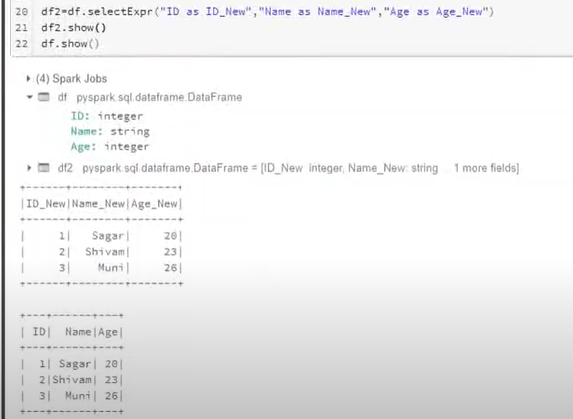 20 df2=df.selectExpr("ID as ID_New","Name as Name_New","Age as Age_New")
21 df2.show()
22 df.show()
(4) Spark Jobs
df pyspark.sql.dataframe.DataFrame
ID: integer
Name: string
Age: integer
df2 pyspark.sql.dataframe.DataFrame = [ID_New integer, Name_New: string ... 1 more fields]
+------+--------+-------+
|ID_New|Name_New|Age_New|
+------+--------+-------+
|     1|   Sagar|     20|
|     2|  Shivam|     23|
|     3|    Muni|     26|
+------+--------+-------+
+---+------+---+
| ID|  Name|Age|
+---+------+---+
|  1| Sagar| 20|
|  2|Shivam| 23|
|  3|  Muni| 26|
+---+------+---+